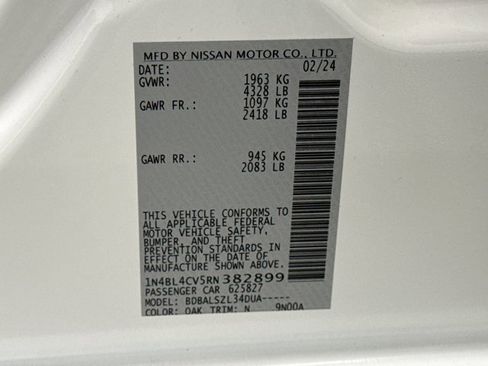 MFD BY NISSAN MOTOR CO., LTD.
DATE: 02/24
GVWR: 1963 KG
4328 LB
GAWR FR.: 1097 KG
2418 LB
GAWR RR.: 945 KG
2083 LB
THIS VEHICLE CONFORMS TO
ALL APPLICABLE FEDERAL
MOTOR VEHICLE SAFETY,
BUMPER, AND THEFT
PREVENTION STANDARDS IN
EFFECT ON THE DATE OF
MANUFACTURE SHOWN ABOVE.
1N4BL4CV5RN382899
PASSENGER CAR 625827
MODEL: BDBALSZL34DUA-----
COLOR: OAK TRIM: N 9N00A